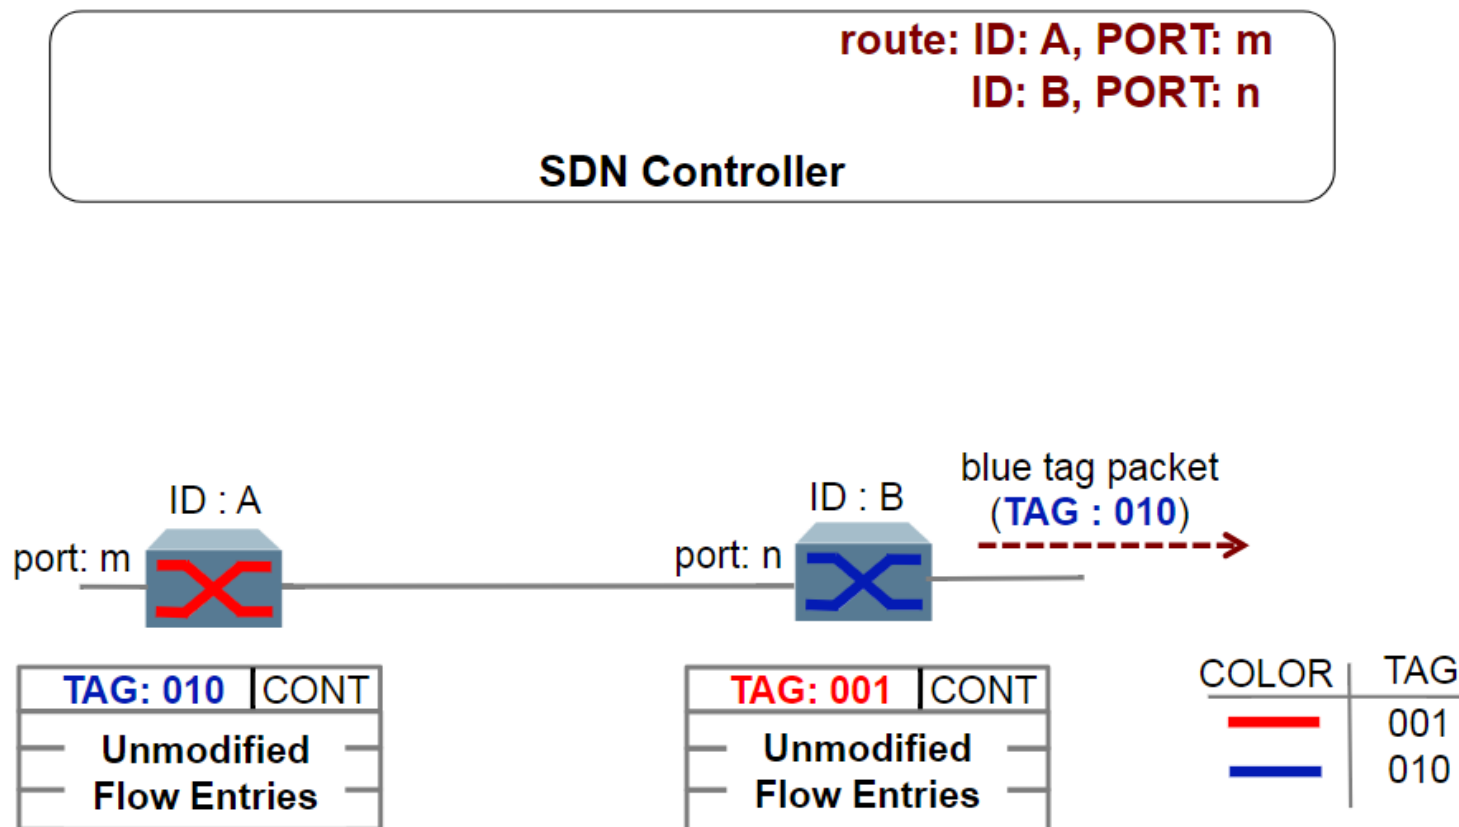 route: ID: A, PORT: m
ID: B, PORT: n
SDN Controller
blue tag packet
(TAG : 010)
ID : A
ID : B
port: m
port: n
TAG: 010 CONT
Unmodified
Flow Entries
TAG: 001 CONT
Unmodified
Flow Entries
COLOR TAG
001
010